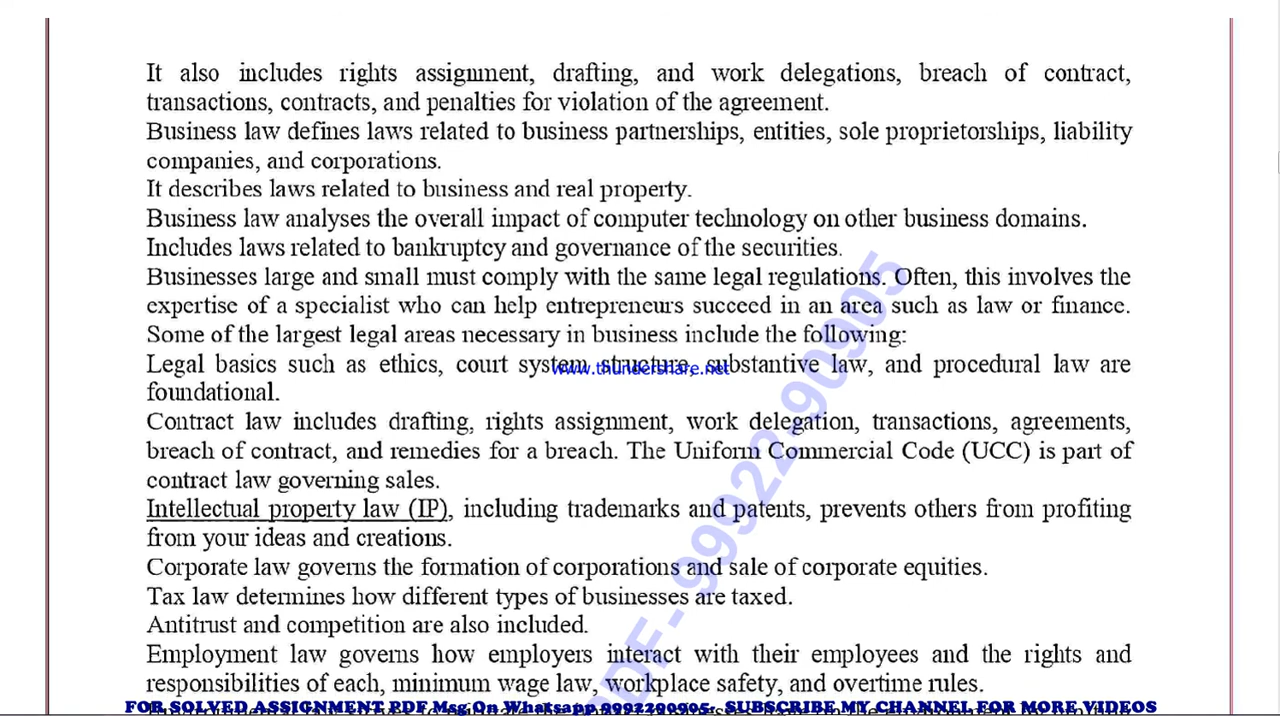 It also includes rights assignment, drafting, and work delegations, breach of contract,
transactions, contracts, and penalties for violation of the agreement.
Business law defines laws related to business partnerships, entities, sole proprietorships, liability
companies, and corporations.
It describes laws related to business and real property.
Business law analyses the overall impact of computer technology on other business domains.
Includes laws related to bankruptcy and governance of the securities.
Businesses large and small must comply with the same legal regulations. Often, this involves the
expertise of a specialist who can help entrepreneurs succeed in an area such as law or finance.
Some of the largest legal areas necessary in business include the following:
Legal basics such as ethics, court system structure, substantive law, and procedural law are
www.thundershare.net
foundational.
Contract law includes drafting, rights assignment, work delegation, transactions, agreements,
breach of contract, and remedies for a breach. The Uniform Commercial Code (UCC) is part of
contract law governing sales.
Intellectual property law (IP), including trademarks and patents, prevents others from profiting
from your ideas and creations.
Corporate law governs the formation of corporations and sale of corporate equities.
Tax law determines how different types of businesses are taxed.
Antitrust and competition are also included.
Employment law governs how employers interact with their employees and the rights and
responsibilities of each, minimum wage law, workplace safety, and overtime rules.
PDF- 99922-90905
FOR SOLVED ASSIGNMENT PDF Msg On Whatsapp 9992290905; SUBSCRIBE MY CHANNEL FOR MORE VIDEOS